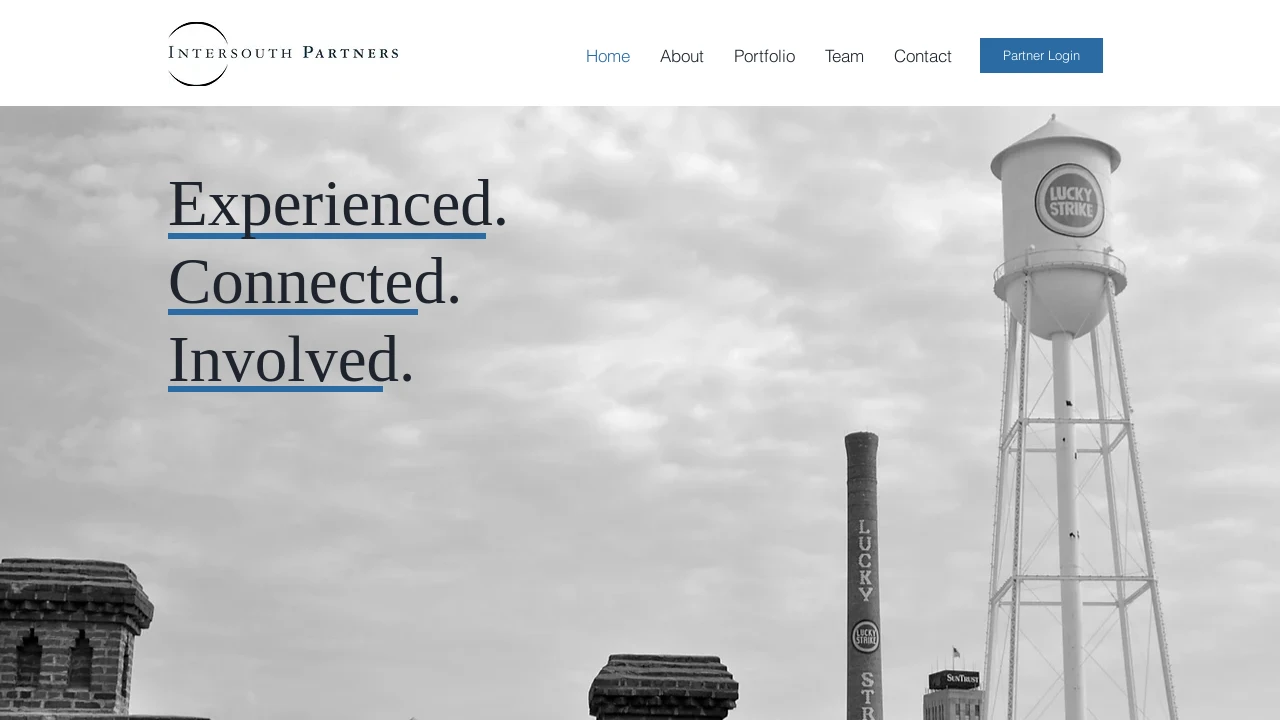 INTERSOUTH PARTNERS
Home
About
Portfolio
Team
Contact
Partner Login
Experienced.
Connected.
Involved.
LUCKY
STRIKE
LUCKY
LUCKY
STRIKE
STR
SUNTRUST